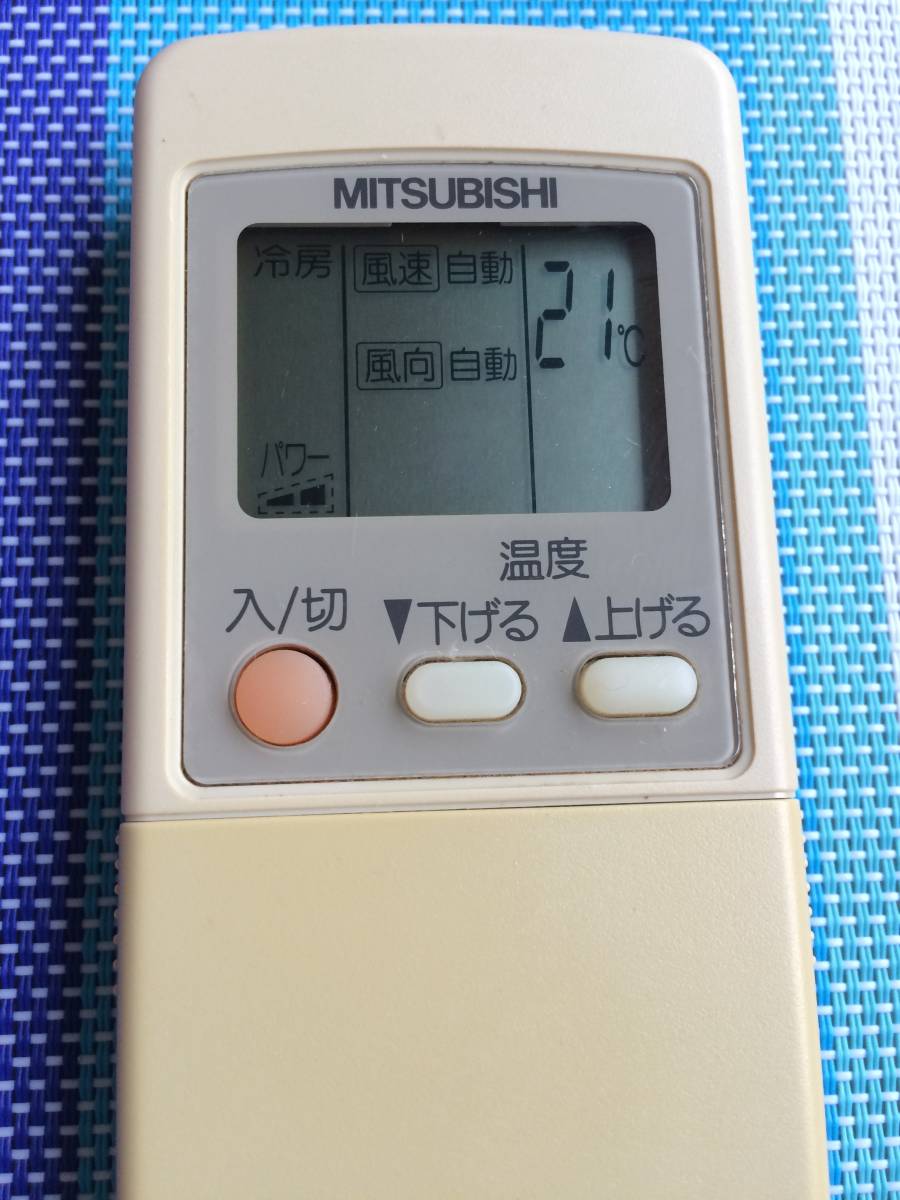 MITSUBISHI
冷房 風速 自動 21℃
風向 自動
パワー
温度
入/切 ▼下げる ▲上げる